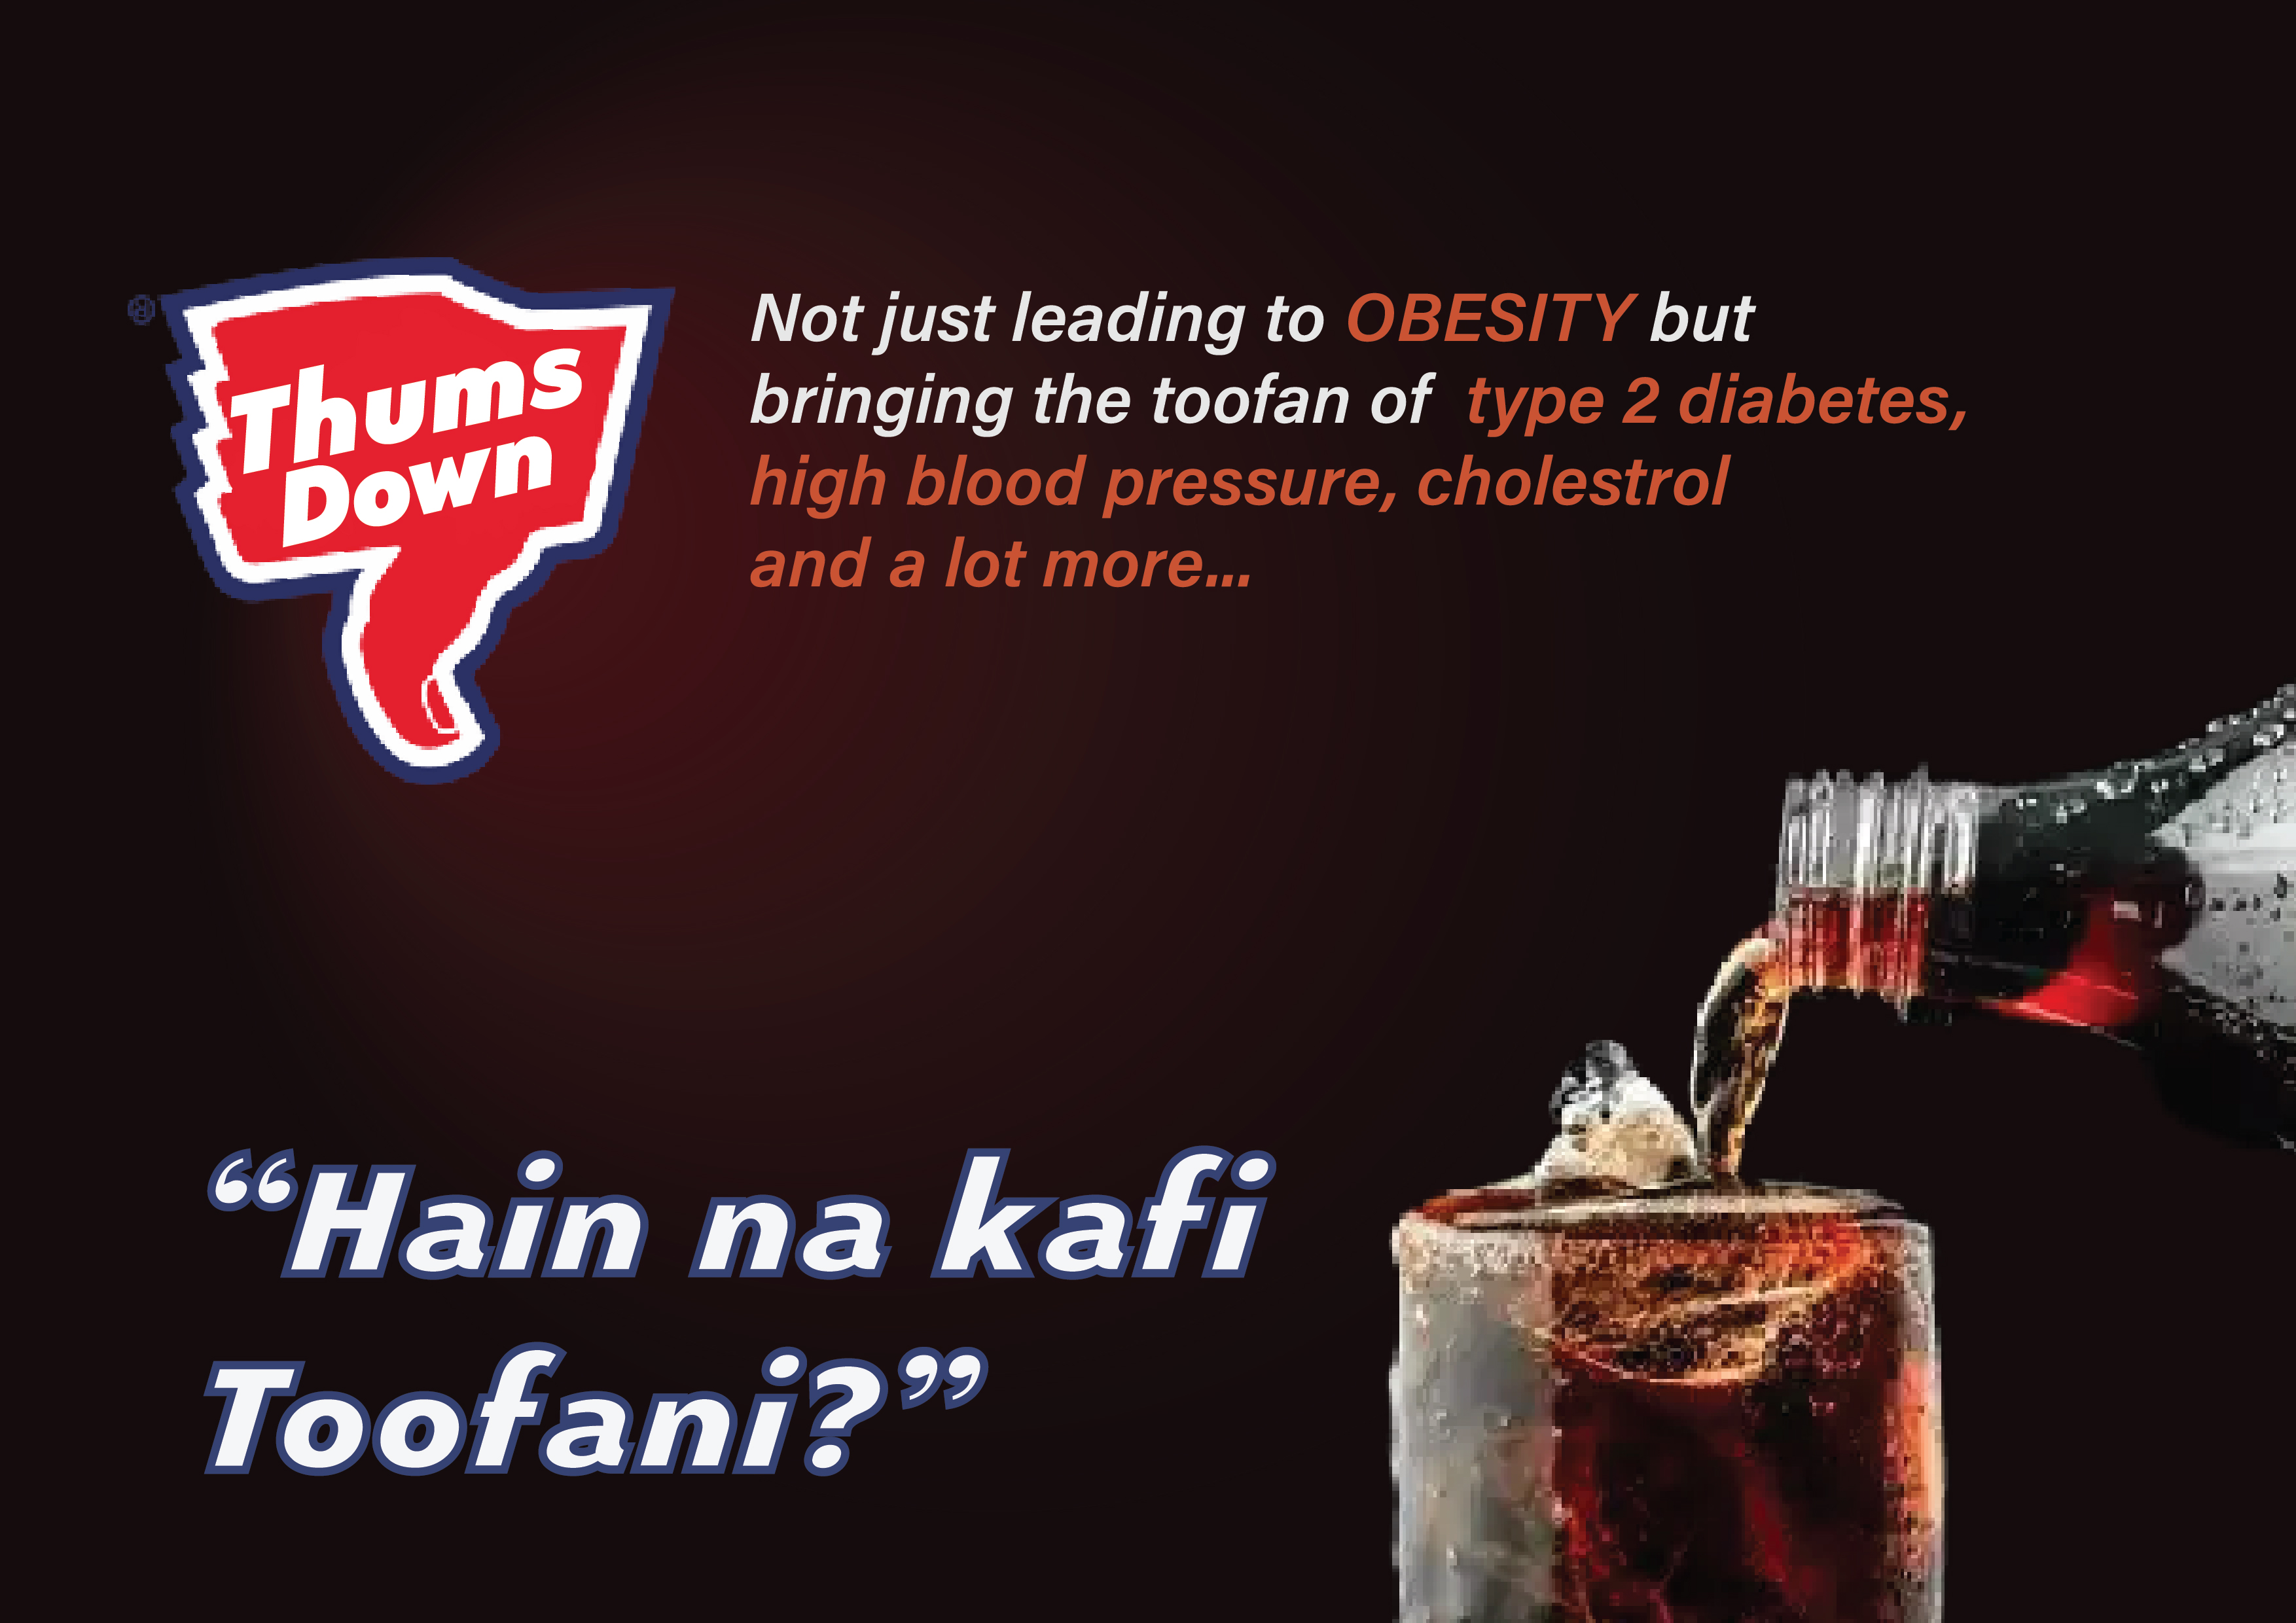 Thums
Down
Not just leading to OBESITY but
bringing the toofan of type 2 diabetes,
high blood pressure, cholestrol
and a lot more...
“Hain na kafi
Toofani?”